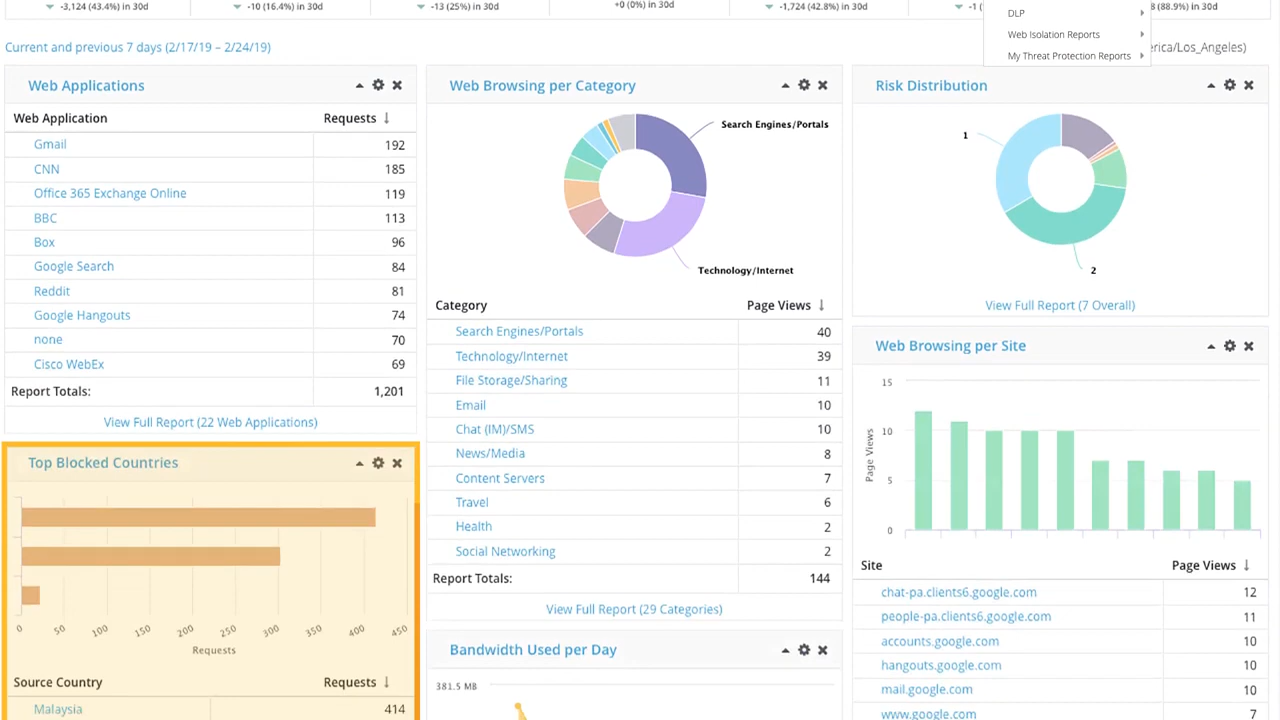 -3,124 (43.4%) in 30d
-10 (16.4%) in 30d
-13 (25%) in 30d
+0 (0%) in 30d
-1,724 (42.8%) in 30d
-1 (
8 (88.9%) in 30d
DLP
Web Isolation Reports
My Threat Protection Reports
Current and previous 7 days (2/17/19 – 2/24/19)
erica/Los_Angeles)
Web Applications
Web Application Requests
Gmail 192
CNN 185
Office 365 Exchange Online 119
BBC 113
Box 96
Google Search 84
Reddit 81
Google Hangouts 74
none 70
Cisco WebEx 69
Report Totals: 1,201
View Full Report (22 Web Applications)
Top Blocked Countries
0 50 100 150 200 250 300 350 400 450
Requests
Source Country Requests
Malaysia 414
Web Browsing per Category
Search Engines/Portals
Technology/Internet
Category Page Views
Search Engines/Portals 40
Technology/Internet 39
File Storage/Sharing 11
Email 10
Chat (IM)/SMS 10
News/Media 8
Content Servers 7
Travel 6
Health 2
Social Networking 2
Report Totals: 144
View Full Report (29 Categories)
Bandwidth Used per Day
381.5 MB
Risk Distribution
1
2
View Full Report (7 Overall)
Web Browsing per Site
15
10
5
0
Page Views
Site Page Views
chat-pa.clients6.google.com 12
people-pa.clients6.google.com 11
accounts.google.com 10
hangouts.google.com 10
mail.google.com 10
www.google.com 7